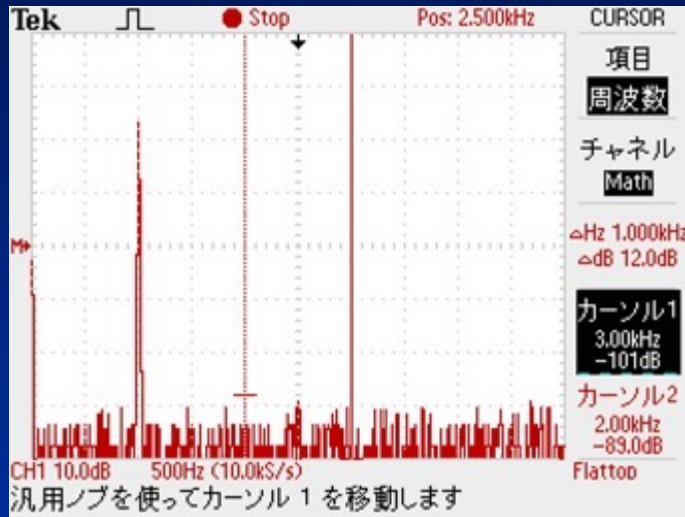 Tek Stop Pos: 2.500kHz CURSOR
項目
周波数
チャネル
Math
M
△Hz 1.000kHz
△dB 12.0dB
カーソル1
3.00kHz
-101dB
カーソル2
2.00kHz
-89.0dB
CH1 10.0dB 500Hz (10.0kS/s) Flattop
汎用ノブを使ってカーソル 1 を移動します